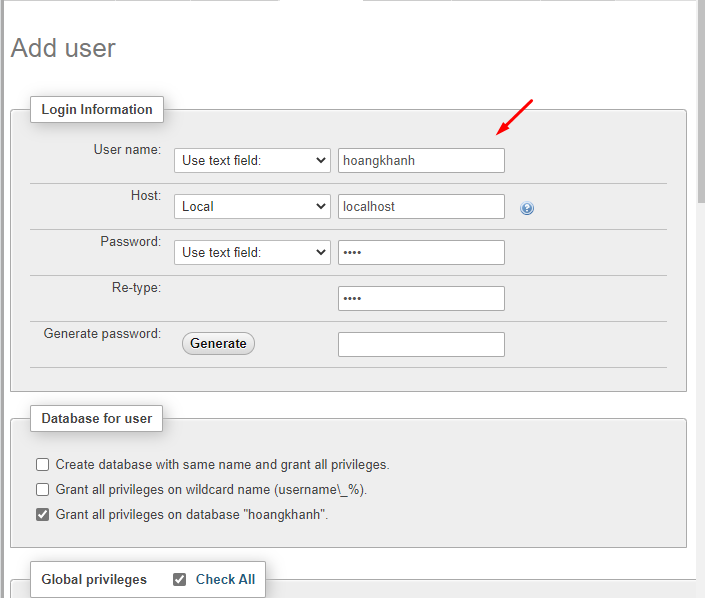 Add user
Login Information
User name: Use text field: hoangkhanh
Host: Local localhost
Password: Use text field: ••••
Re-type: ••••
Generate password: Generate
Database for user
Create database with same name and grant all privileges.
Grant all privileges on wildcard name (username\_%).
Grant all privileges on database "hoangkhanh".
Global privileges Check All